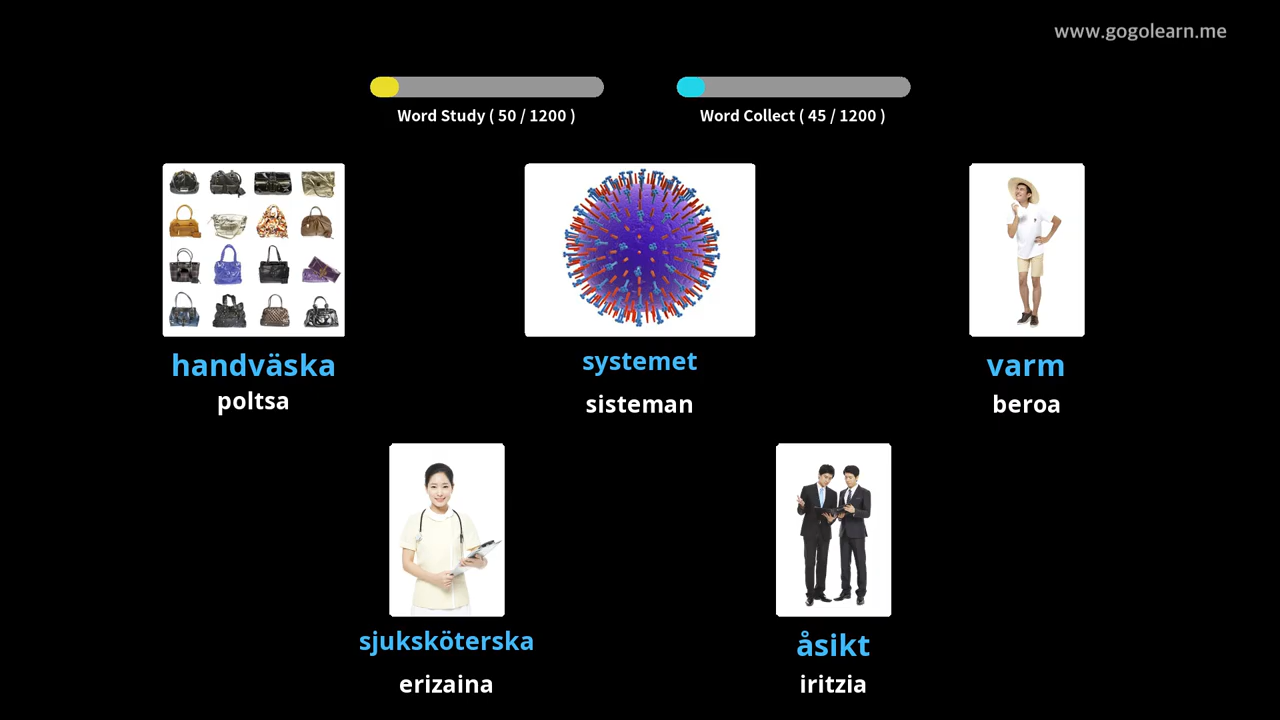 www.gogolearn.me
Word Study ( 50 / 1200 )
Word Collect ( 45 / 1200 )
handväska
poltsa
systemet
sisteman
varm
beroa
sjuksköterska
erizaina
åsikt
iritzia